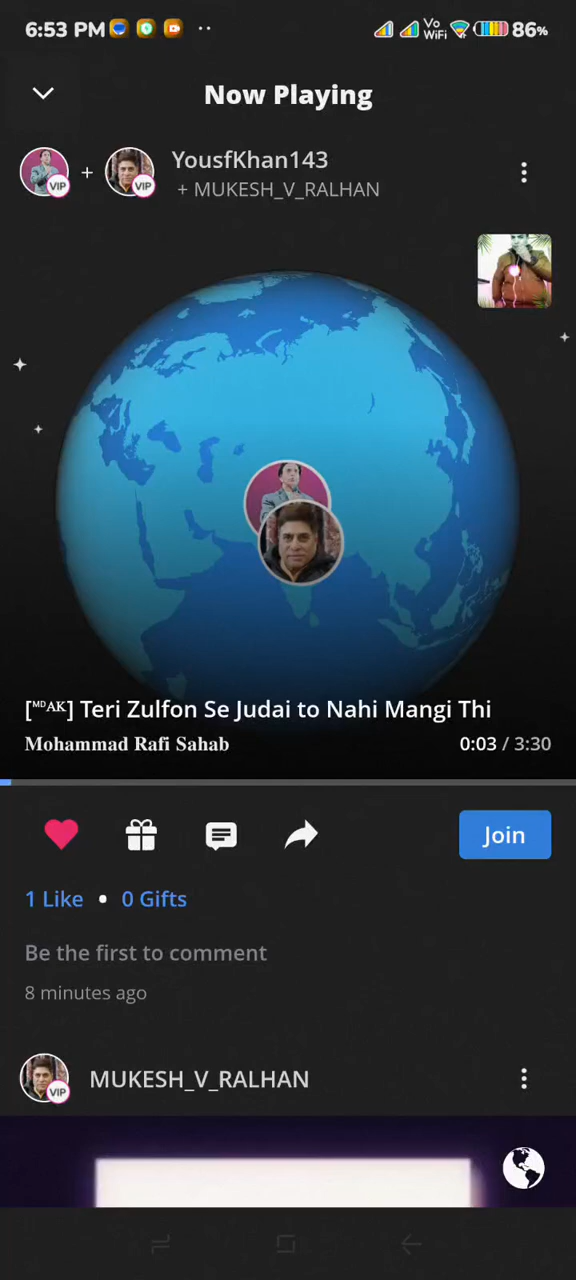 6:53 PM
Vo WiFi
86%
Now Playing
VIP
+
VIP
YousfKhan143
+ MUKESH_V_RALHAN
[ᴹᴰAK] Teri Zulfon Se Judai to Nahi Mangi Thi
Mohammad Rafi Sahab
0:03 / 3:30
Join
1 Like • 0 Gifts
Be the first to comment
8 minutes ago
VIP
MUKESH_V_RALHAN